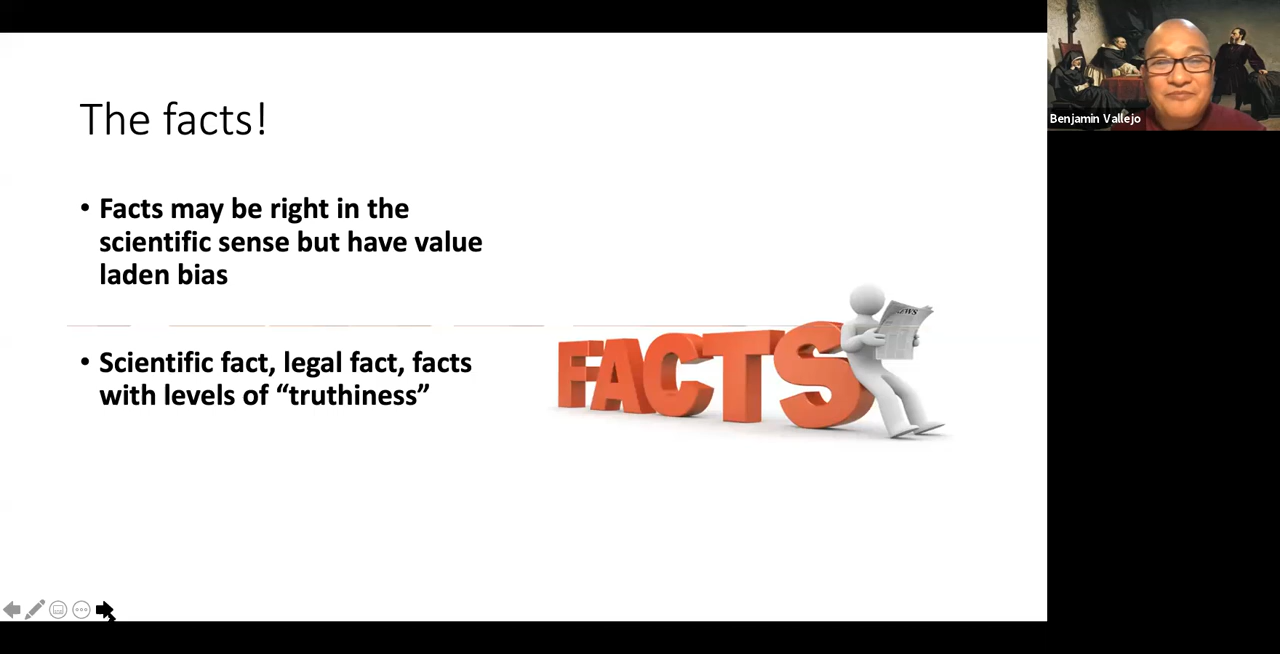 The facts!
• Facts may be right in the
scientific sense but have value
laden bias
• Scientific fact, legal fact, facts
with levels of “truthiness”
FACTS
NEWS
Benjamin Vallejo